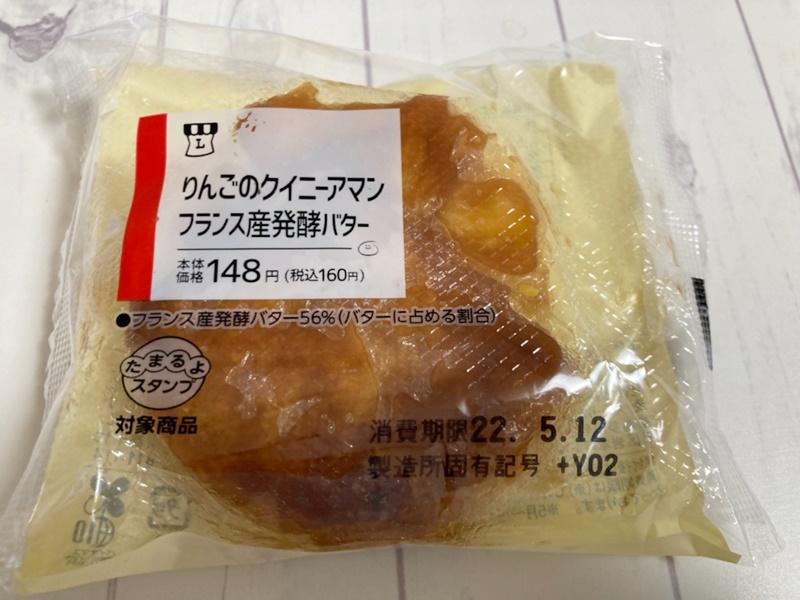 L
りんごのクイニーアマン
フランス産発酵バター
本体価格 148円 (税込160円)
●フランス産発酵バター56%(バターに占める割合)
たまるよ
スタンプ
対象商品
消費期限22. 5.12
製造所固有記号 +Y02